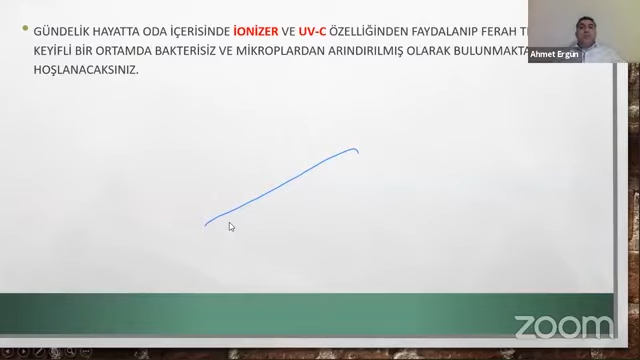 GÜNDELİK HAYATTA ODA İÇERİSİNDE İONİZER VE UV-C ÖZELLİĞİNDEN FAYDALANIP FERAH
KEYİFLİ BİR ORTAMDA BAKTERİSİZ VE MİKROPLARDAN ARINDIRILMIŞ OLARAK
HOŞLANACAKSINIZ.
Ahmet Ergün
zoom